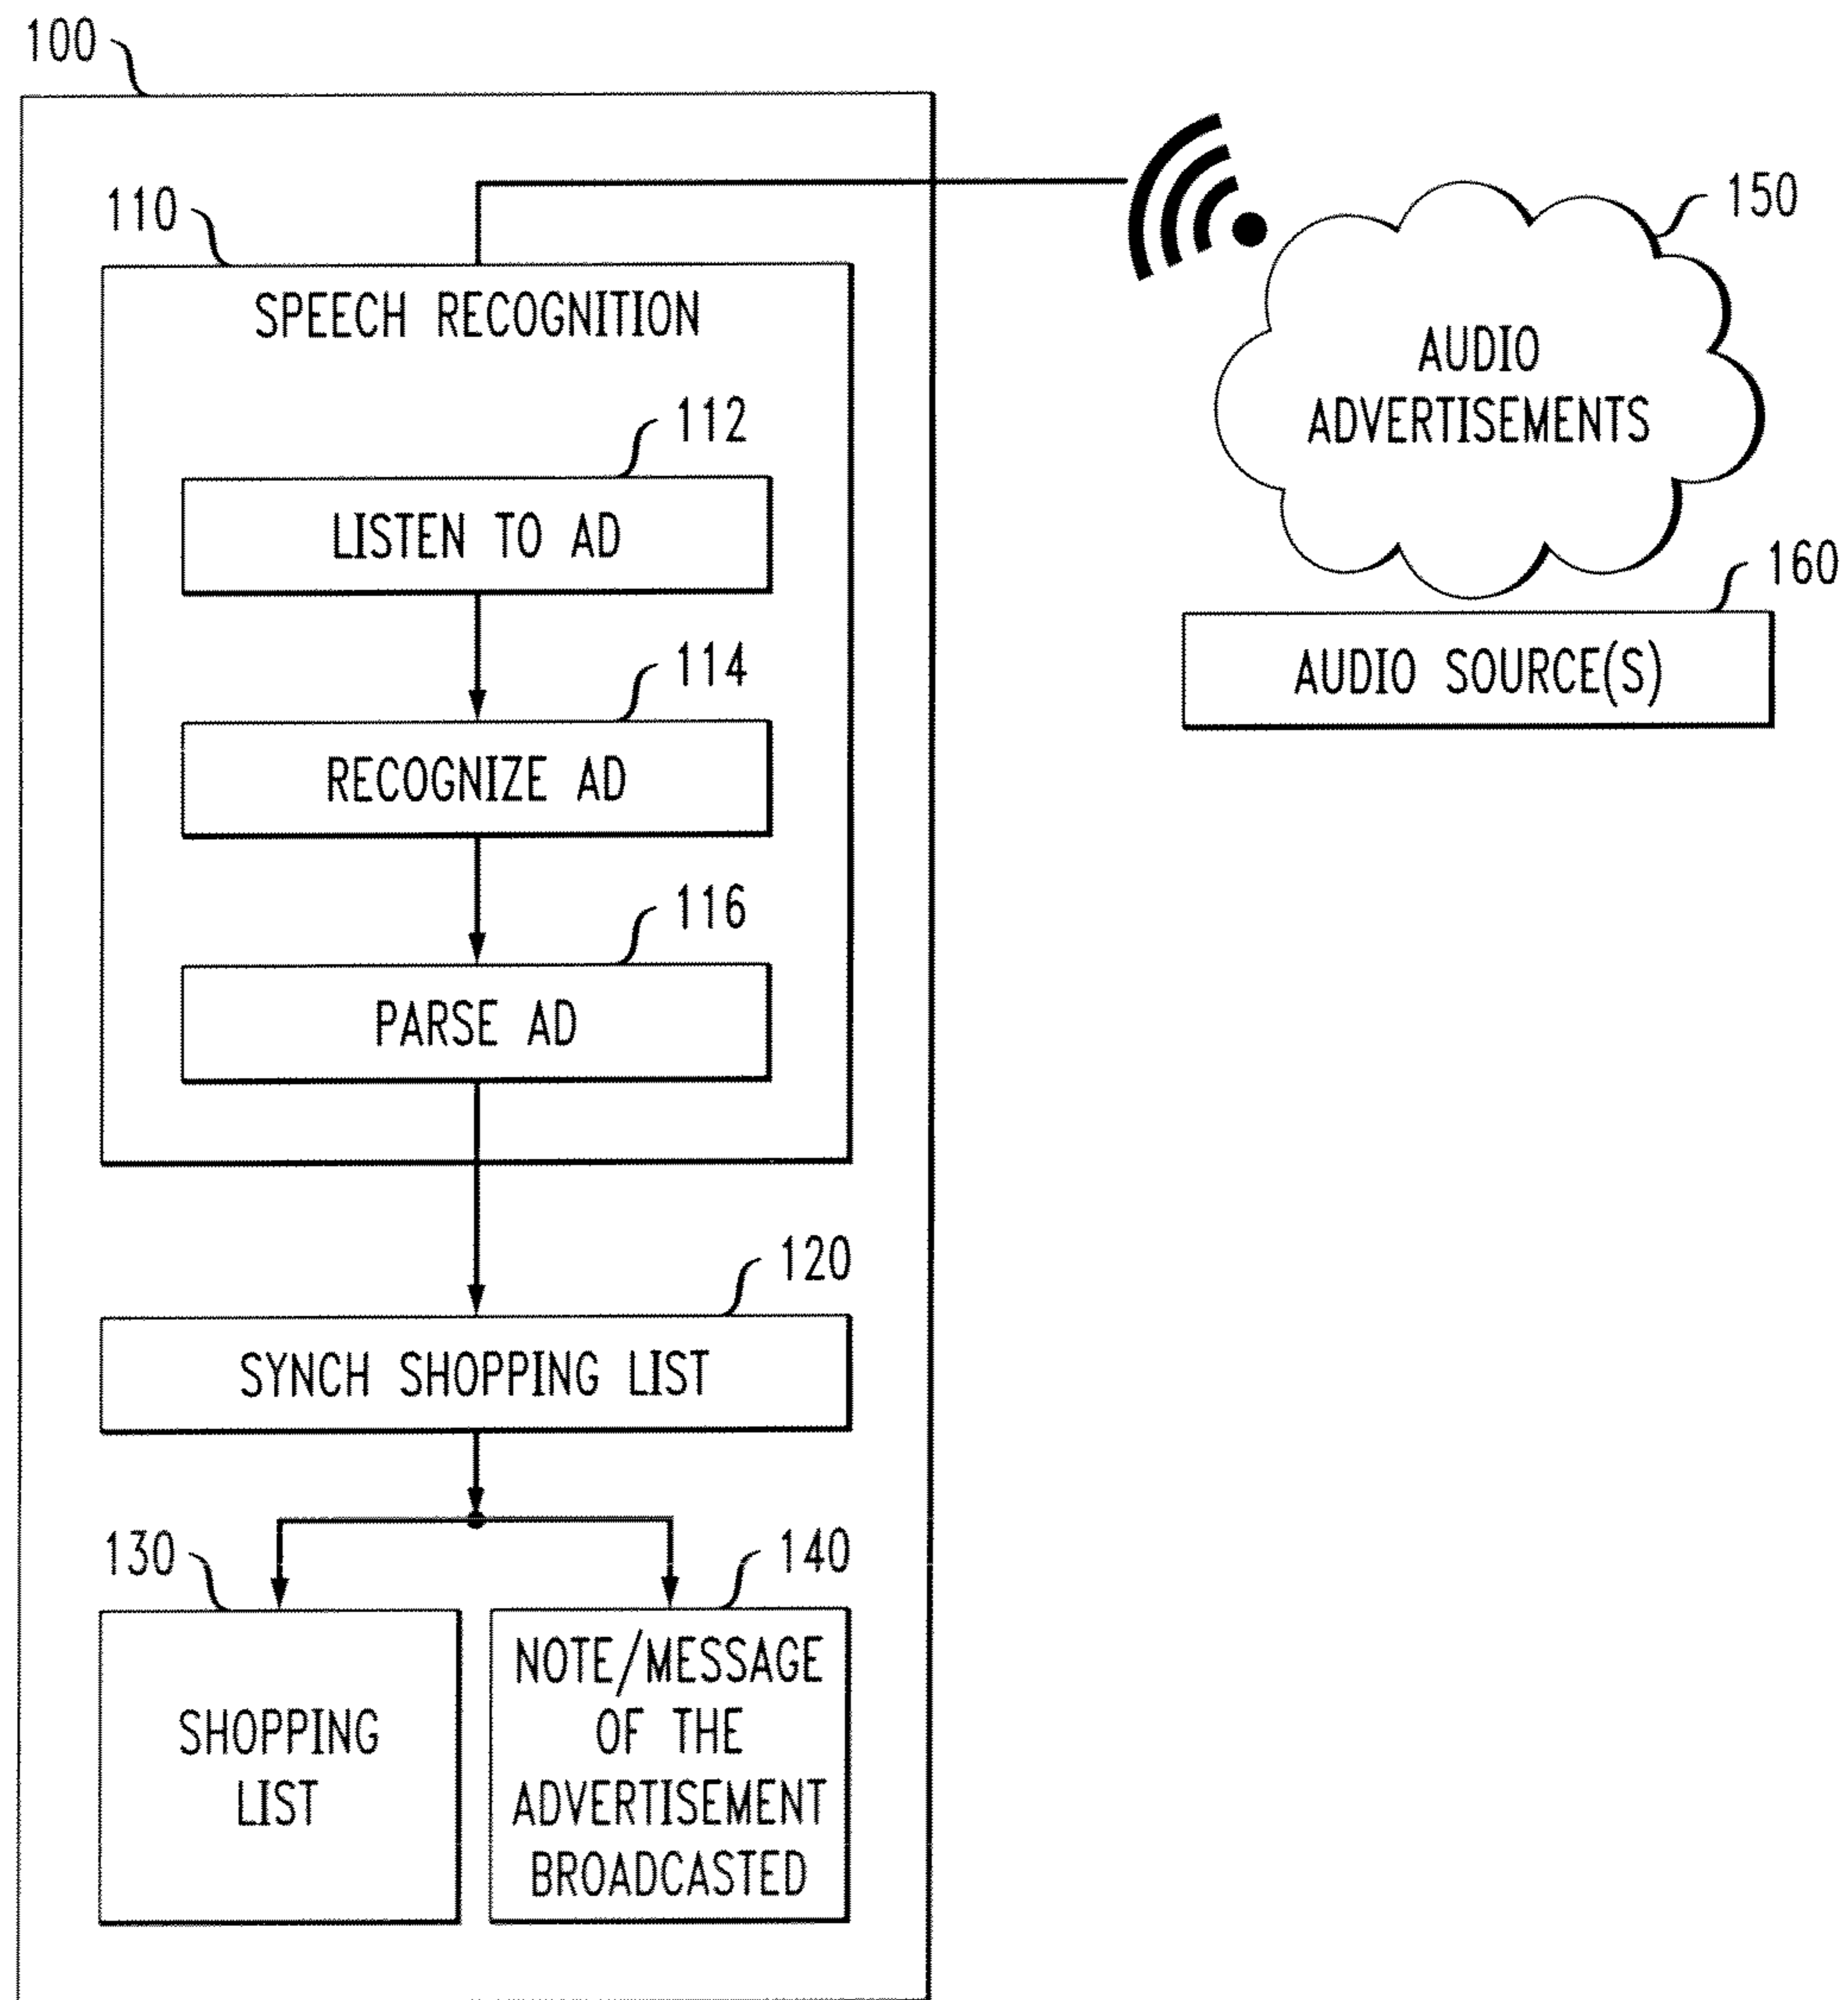 100
110
SPEECH RECOGNITION
112
LISTEN TO AD
114
RECOGNIZE AD
116
PARSE AD
120
SYNCH SHOPPING LIST
130
SHOPPING
LIST
140
NOTE/MESSAGE
OF THE
ADVERTISEMENT
BROADCASTED
150
AUDIO
ADVERTISEMENTS
160
AUDIO SOURCE(S)